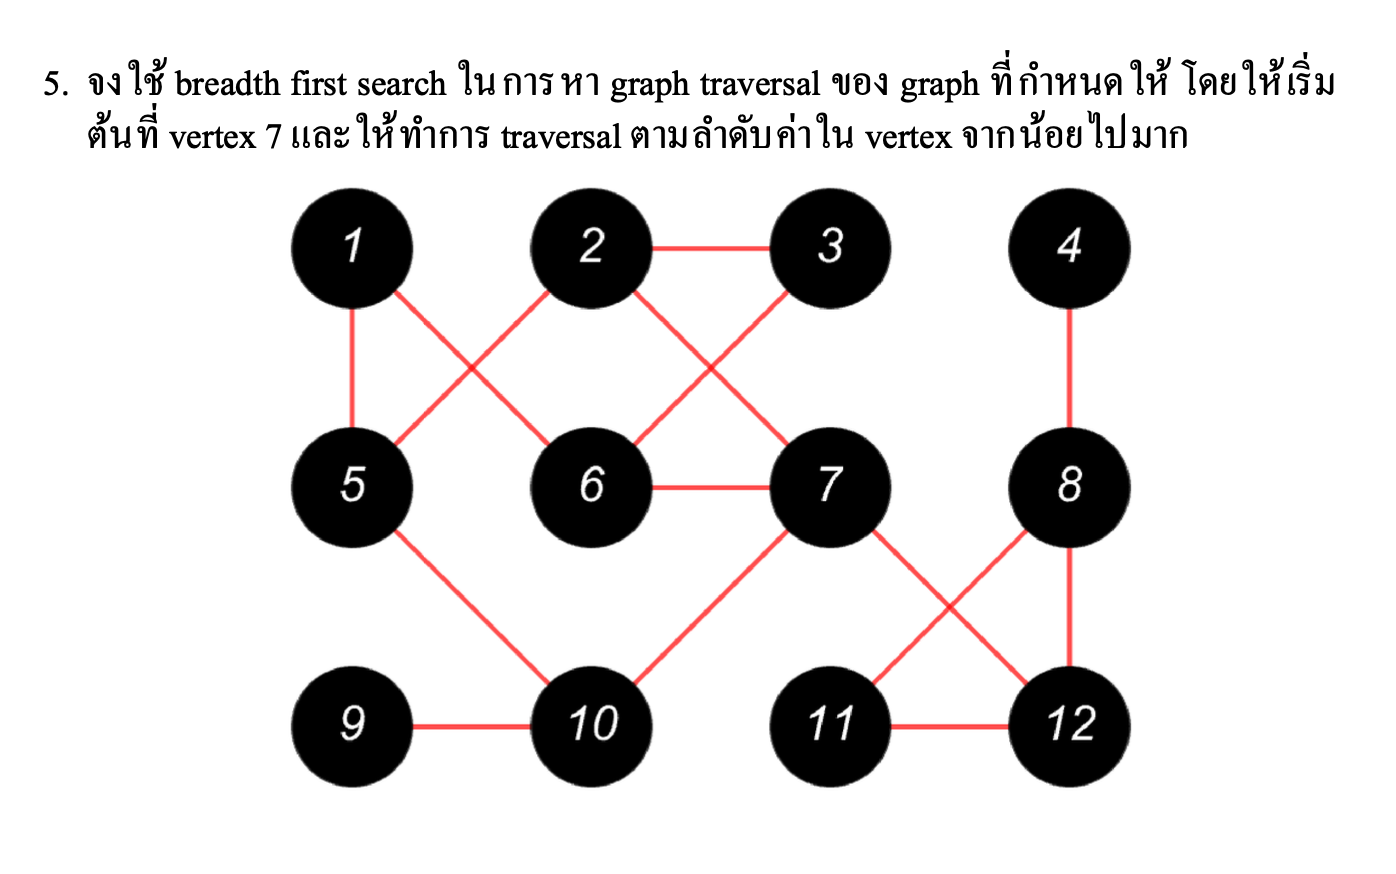 5. จงใช้ breadth first search ในการหา graph traversal ของ graph ที่กำหนดให้ โดยให้เริ่ม
ต้นที่ vertex 7 และให้ทำการ traversal ตามลำดับค่าใน vertex จากน้อยไปมาก
1 2 3 4
5 6 7 8
9 10 11 12